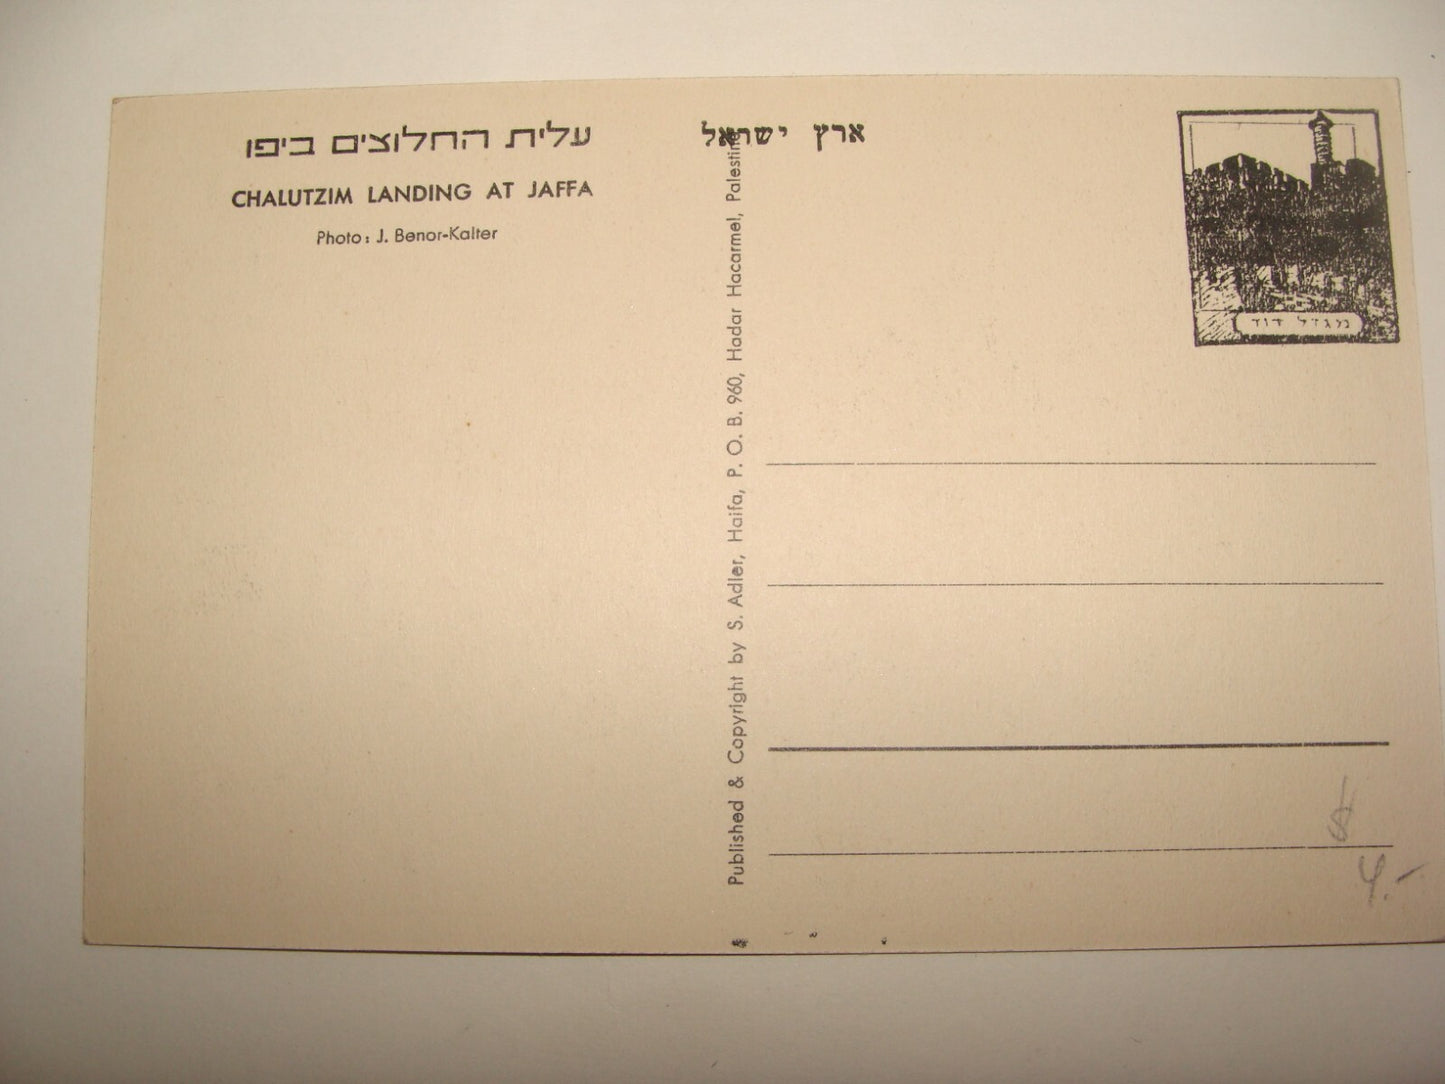 עלית החלוצים ביפו
CHALUTZIM LANDING AT JAFFA
Photo: J. Benor-Kalter
Published & Copyright by S. Adler, Haifa, P. O. B. 960, Hadar Hacarmel, Palestine
ארץ ישראל
מגדל דוד
$
4.-